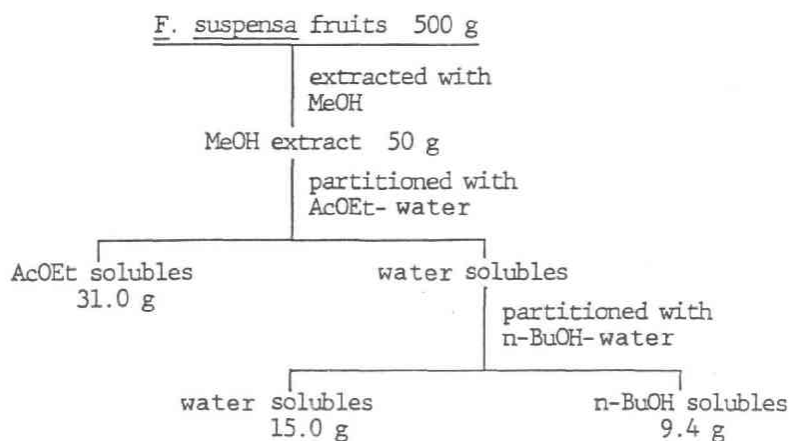 F. suspensa fruits 500 g
extracted with
MeOH
MeOH extract 50 g
partitioned with
AcOEt- water
AcOEt solubles
31.0 g
water solubles
partitioned with
n-BuOH-water
water solubles
15.0 g
n-BuOH solubles
9.4 g